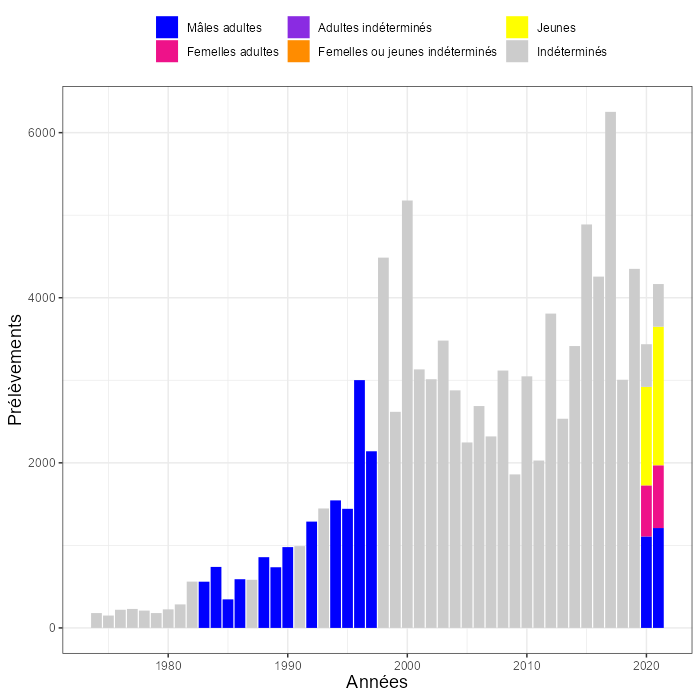 Mâles adultes Adultes indéterminés Jeunes
Femelles adultes Femelles ou jeunes indéterminés Indéterminés
6000
4000
2000
0
Prélèvements
1980 1990 2000 2010 2020
Années